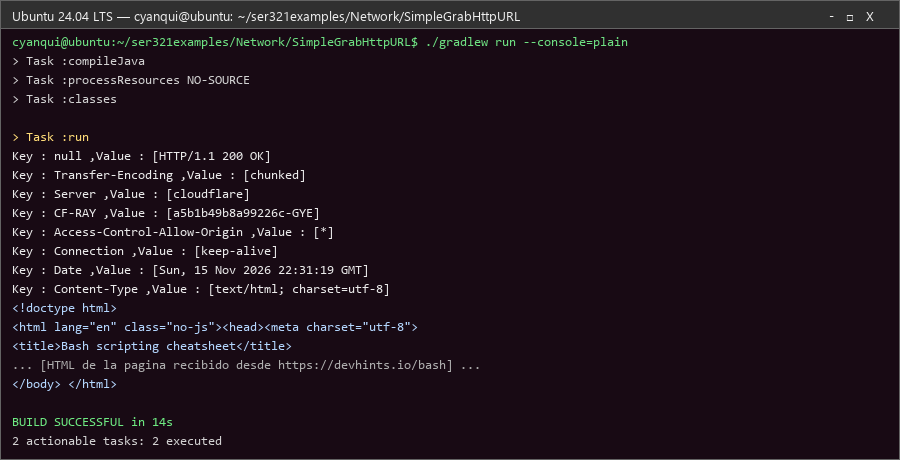 Ubuntu 24.04 LTS — cyanqui@ubuntu: ~/ser321examples/Network/SimpleGrabHttpURL - □ X
cyanqui@ubuntu:~/ser321examples/Network/SimpleGrabHttpURL$ ./gradlew run --console=plain
> Task :compileJava
> Task :processResources NO-SOURCE
> Task :classes
> Task :run
Key : null ,Value : [HTTP/1.1 200 OK]
Key : Transfer-Encoding ,Value : [chunked]
Key : Server ,Value : [cloudflare]
Key : CF-RAY ,Value : [a5b1b49b8a99226c-GYE]
Key : Access-Control-Allow-Origin ,Value : [*]
Key : Connection ,Value : [keep-alive]
Key : Date ,Value : [Sun, 15 Nov 2026 22:31:19 GMT]
Key : Content-Type ,Value : [text/html; charset=utf-8]
<!doctype html>
<html lang="en" class="no-js"><head><meta charset="utf-8">
<title>Bash scripting cheatsheet</title>
... [HTML de la pagina recibido desde https://devhints.io/bash] ...
</body> </html>
BUILD SUCCESSFUL in 14s
2 actionable tasks: 2 executed